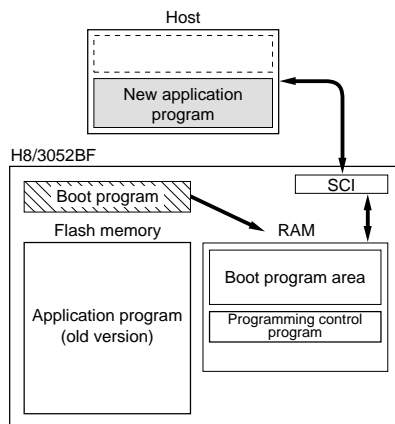 Host
New application
program
H8/3052BF
SCI
Boot program
Flash memory
RAM
Boot program area
Application program
(old version)
Programming control
program